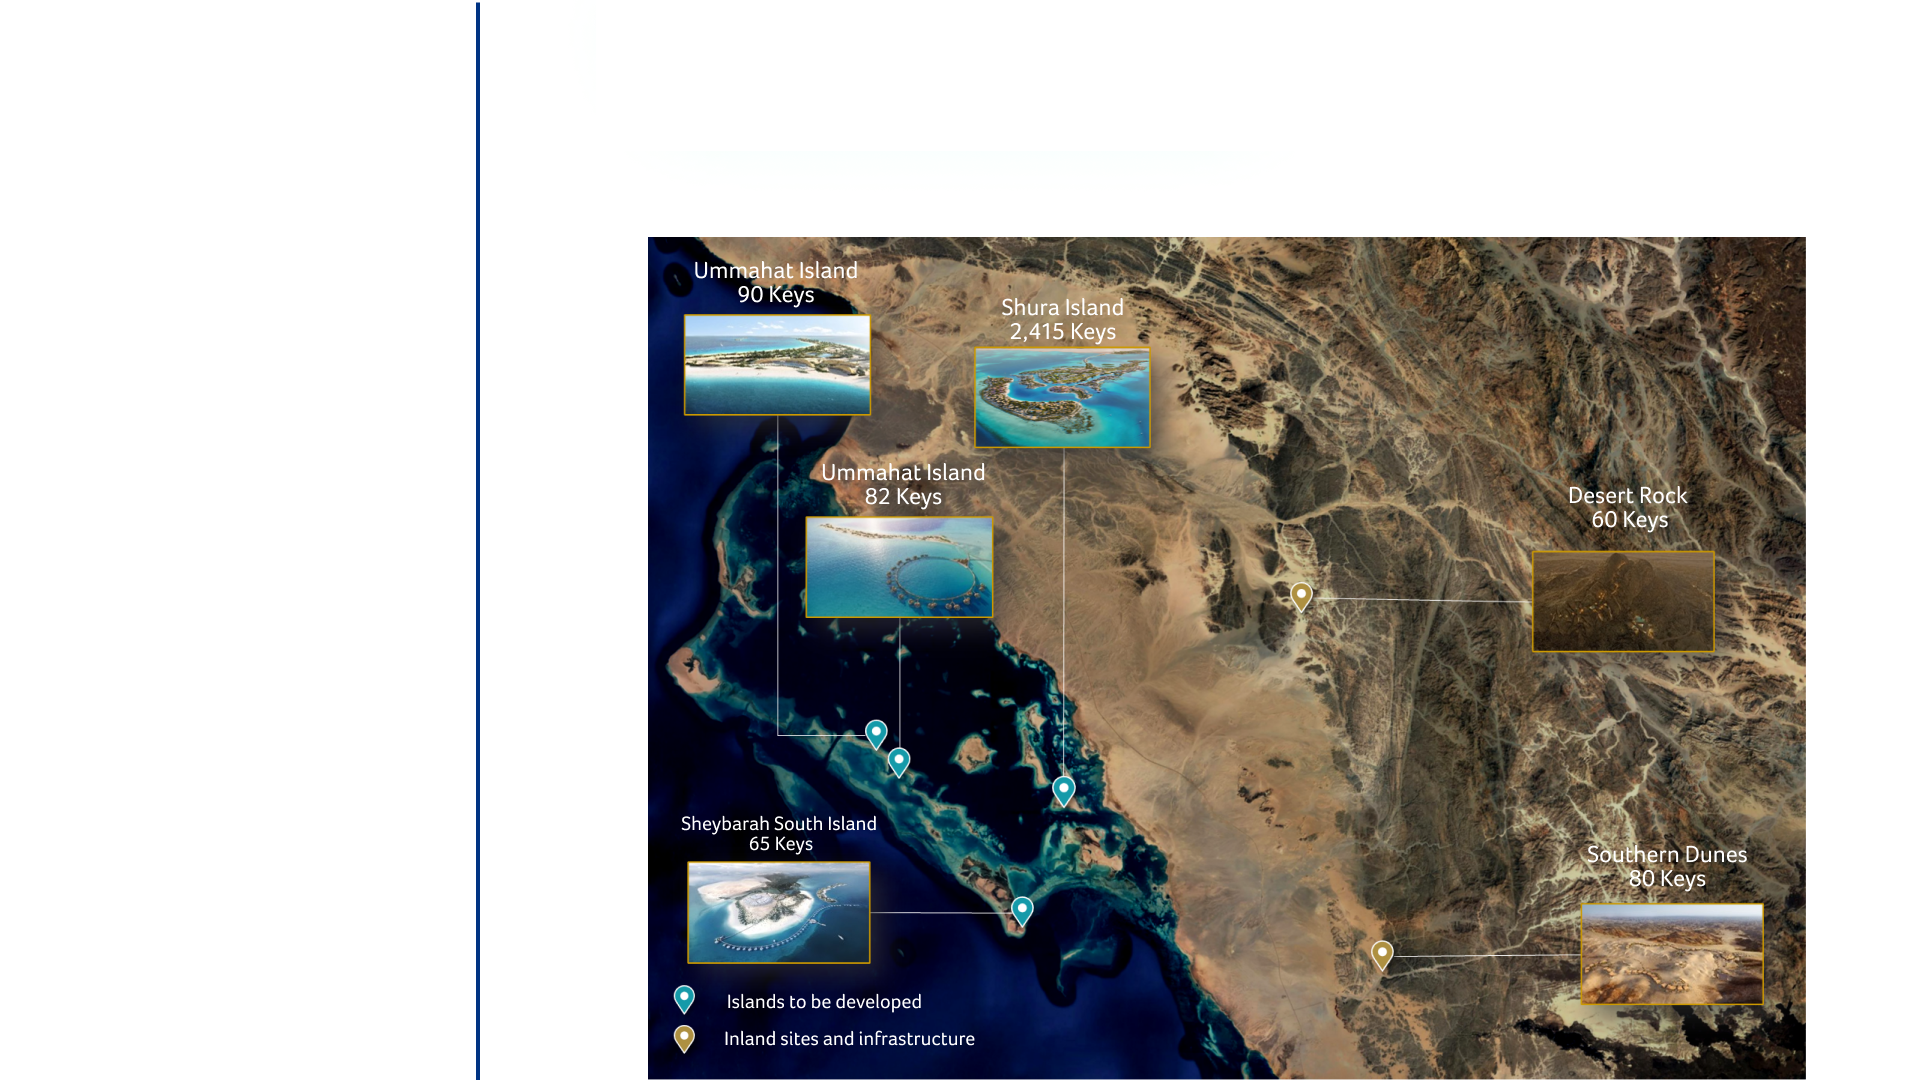 Ummahat Island
90 Keys
Shura Island
2,415 Keys
Ummahat Island
82 Keys
Desert Rock
60 Keys
Sheybarah South Island
65 Keys
Southern Dunes
80 Keys
Islands to be developed
Inland sites and infrastructure